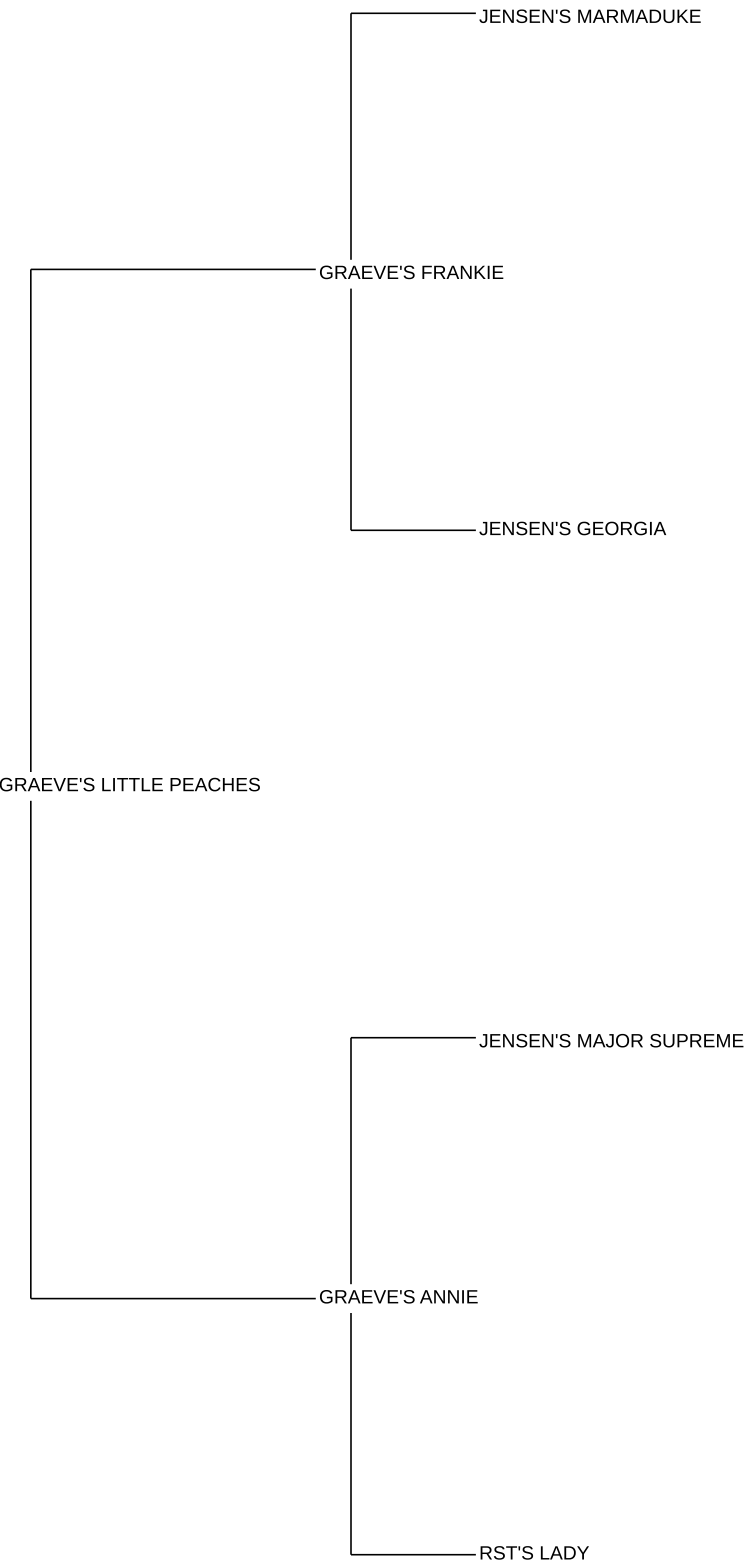 JENSEN'S MARMADUKE
GRAEVE'S FRANKIE
JENSEN'S GEORGIA
GRAEVE'S LITTLE PEACHES
JENSEN'S MAJOR SUPREME
GRAEVE'S ANNIE
RST'S LADY